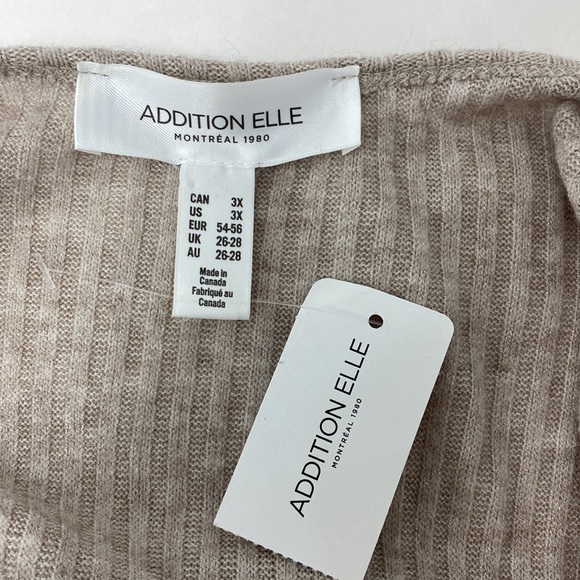 ADDITION ELLE
MONTRÉAL 1980
CAN 3X
US 3X
EUR 54-56
UK 26-28
AU 26-28
Made in
Canada
Fabriqué au
Canada
ADDITION ELLE
MONTRÉAL 1980